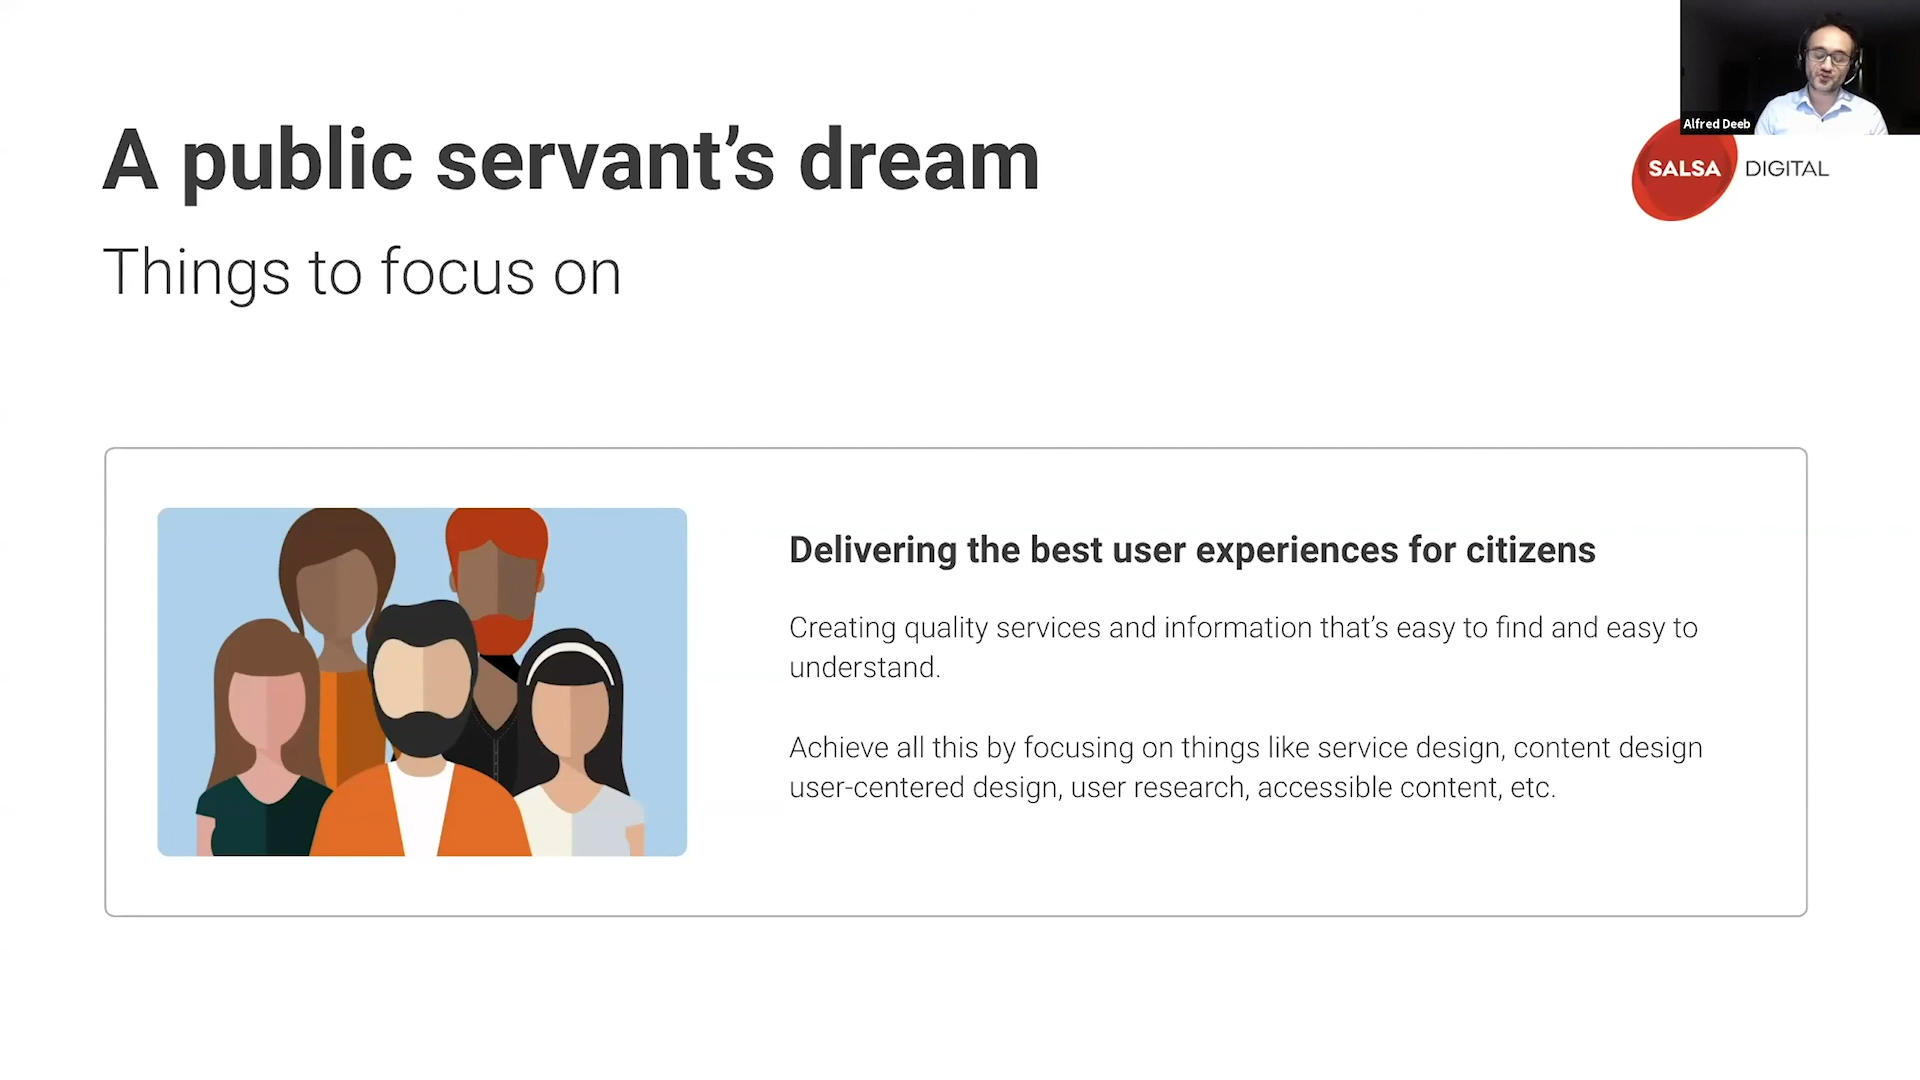 Alfred Deeb
A public servant’s dream
SALSA DIGITAL
Things to focus on
Delivering the best user experiences for citizens
Creating quality services and information that’s easy to find and easy to
understand.
Achieve all this by focusing on things like service design, content design
user-centered design, user research, accessible content, etc.